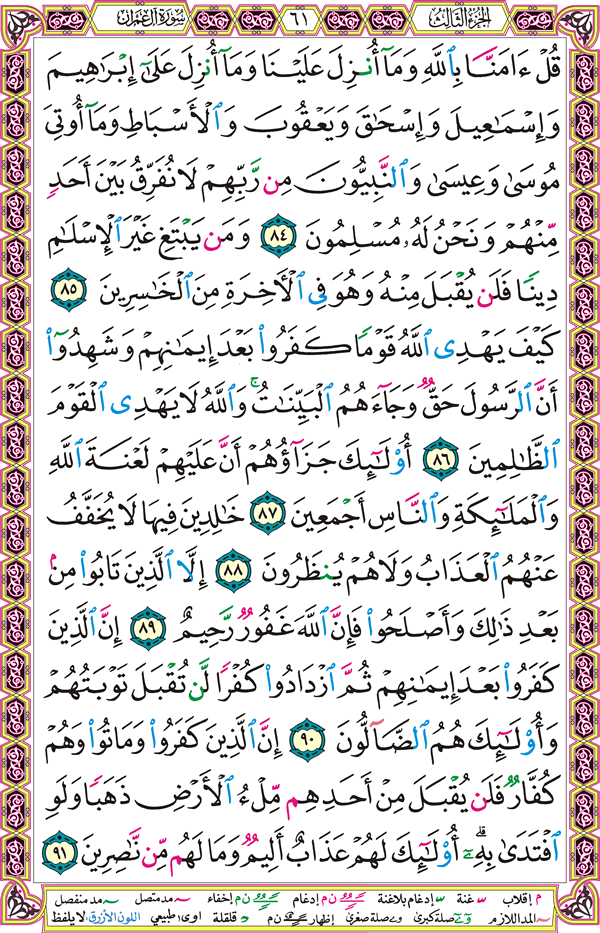 الجزء الثالث ٦١ سورة آل عمران
قُلْ ءَامَنَّا بِٱللَّهِ وَمَآ أُنزِلَ عَلَيْنَا وَمَآ أُنزِلَ عَلَىٰٓ إِبْرَٰهِيمَ
وَإِسْمَٰعِيلَ وَإِسْحَٰقَ وَيَعْقُوبَ وَٱلْأَسْبَاطِ وَمَآ أُوتِىَ
مُوسَىٰ وَعِيسَىٰ وَٱلنَّبِيُّونَ مِن رَّبِّهِمْ لَا نُفَرِّقُ بَيْنَ أَحَدٍ
مِّنْهُمْ وَنَحْنُ لَهُۥ مُسْلِمُونَ ٨٤ وَمَن يَبْتَغِ غَيْرَ ٱلْإِسْلَٰمِ
دِينًا فَلَن يُقْبَلَ مِنْهُ وَهُوَ فِى ٱلْأَخِرَةِ مِنَ ٱلْخَٰسِرِينَ ٨٥
كَيْفَ يَهْدِى ٱللَّهُ قَوْمًا كَفَرُوا۟ بَعْدَ إِيمَٰنِهِمْ وَشَهِدُوٓا۟
أَنَّ ٱلرَّسُولَ حَقٌّ وَجَآءَهُمُ ٱلْبَيِّنَٰتُ ۚ وَٱللَّهُ لَا يَهْدِى ٱلْقَوْمَ
ٱلظَّٰلِمِينَ ٨٦ أُو۟لَٰٓئِكَ جَزَآؤُهُمْ أَنَّ عَلَيْهِمْ لَعْنَةَ ٱللَّهِ
وَٱلْمَلَٰٓئِكَةِ وَٱلنَّاسِ أَجْمَعِينَ ٨٧ خَٰلِدِينَ فِيهَا لَا يُخَفَّفُ
عَنْهُمُ ٱلْعَذَابُ وَلَا هُمْ يُنظَرُونَ ٨٨ إِلَّا ٱلَّذِينَ تَابُوا۟ مِنۢ
بَعْدِ ذَٰلِكَ وَأَصْلَحُوا۟ فَإِنَّ ٱللَّهَ غَفُورٌ رَّحِيمٌ ٨٩ إِنَّ ٱلَّذِينَ
كَفَرُوا۟ بَعْدَ إِيمَٰنِهِمْ ثُمَّ ٱزْدَادُوا۟ كُفْرًا لَّن تُقْبَلَ تَوْبَتُهُمْ
وَأُو۟لَٰٓئِكَ هُمُ ٱلضَّآلُّونَ ٩٠ إِنَّ ٱلَّذِينَ كَفَرُوا۟ وَمَاتُوا۟ وَهُمْ
كُفَّارٌ فَلَن يُقْبَلَ مِنْ أَحَدِهِم مِّلْءُ ٱلْأَرْضِ ذَهَبًا وَلَوِ
ٱفْتَدَىٰ بِهِۦٓ ۗ أُو۟لَٰٓئِكَ لَهُمْ عَذَابٌ أَلِيمٌ وَمَا لَهُم مِّن نَّٰصِرِينَ ٩١
م إقلاب غنة إدغام بلاغنة ن م إدغام ن م إخفاء مد متصل مد منفصل
المد اللازم صلة كبرى صلة صغرى إظهار ن م قلقلة اوى طبيعي اللون الأزرق: لا يلفظ